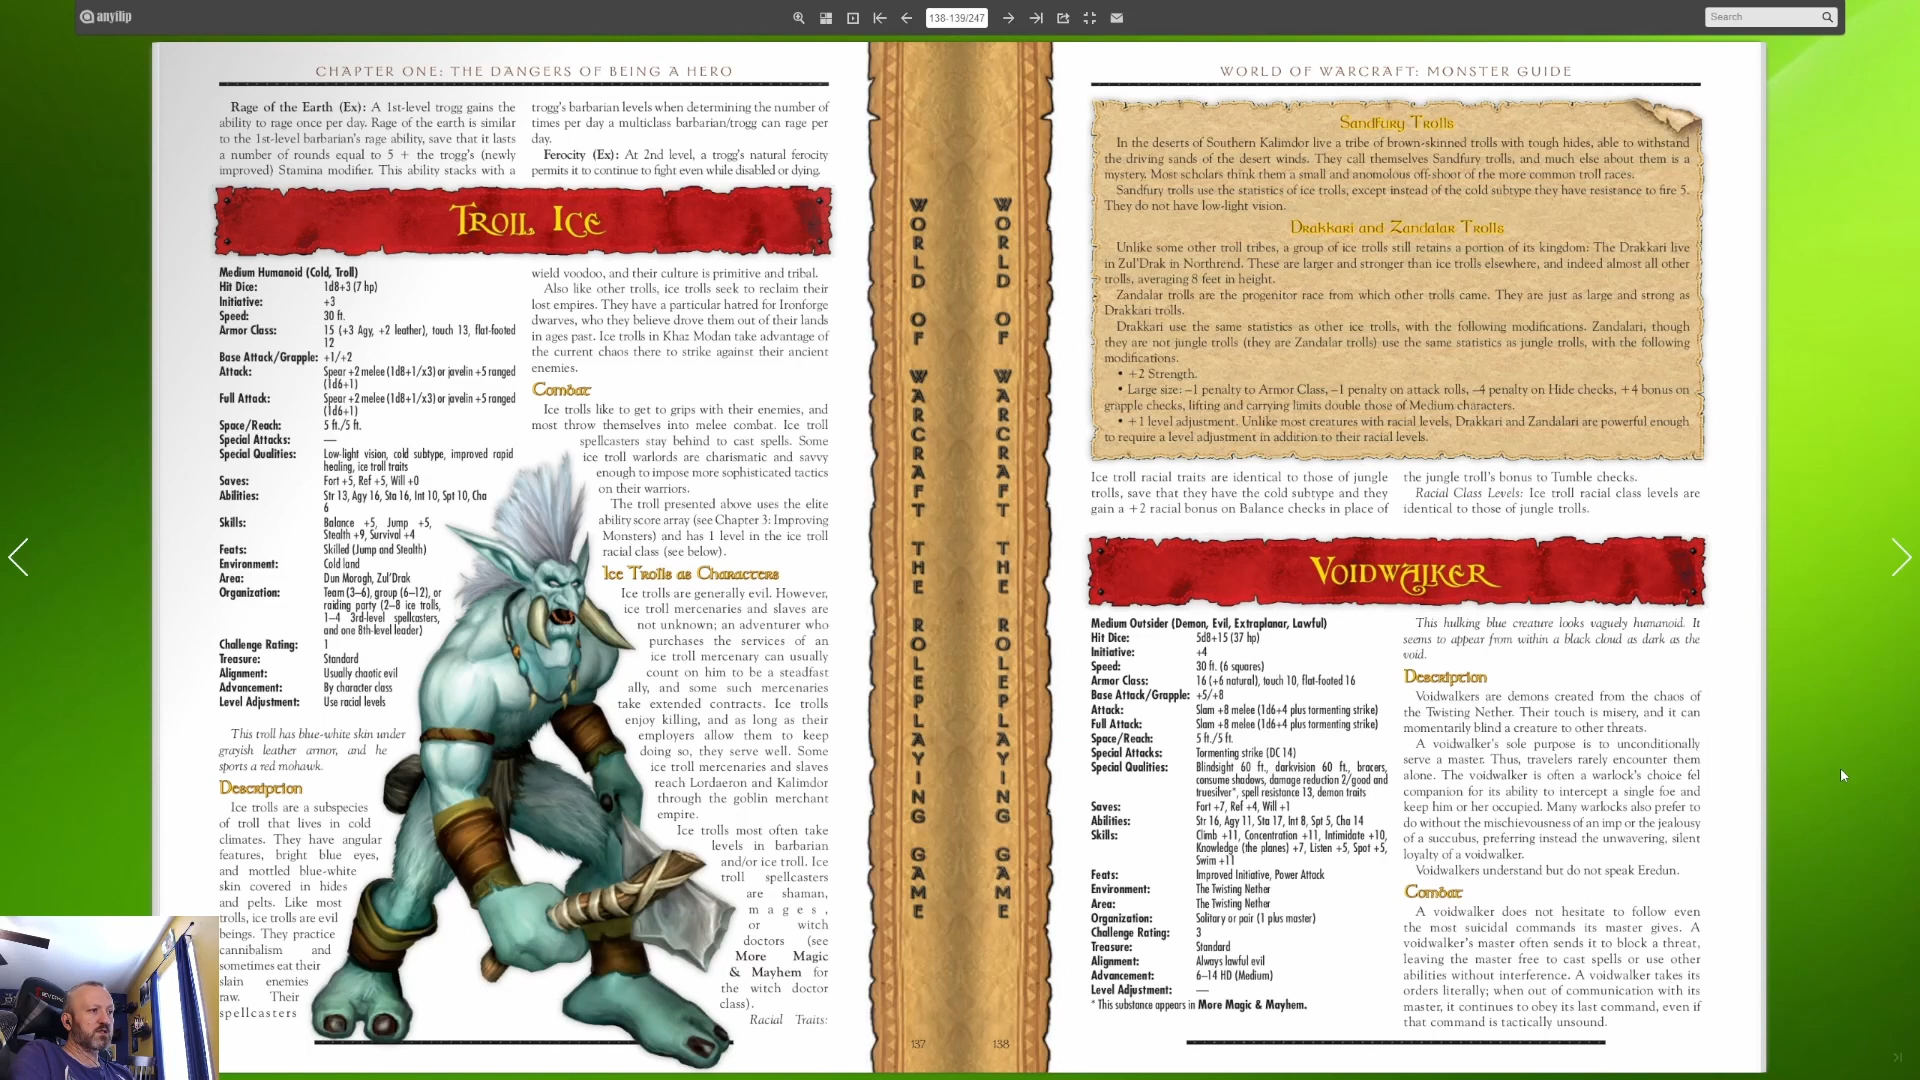 anyflip
138-139/247
Search
CHAPTER ONE: THE DANGERS OF BEING A HERO
Rage of the Earth (Ex): A 1st-level trogg gains the
ability to rage once per day. Rage of the earth is similar
to the 1st-level barbarian's rage ability, save that it lasts
a number of rounds equal to 5 + the trogg's (newly
improved) Stamina modifier. This ability stacks with a
trogg's barbarian levels when determining the number of
times per day a multiclass barbarian/trogg can rage per
day.
Ferocity (Ex): At 2nd level, a trogg's natural ferocity
permits it to continue to fight even while disabled or dying.
Troll, Ice
Medium Humanoid (Cold, Troll)
Hit Dice: 1d8+3 (7 hp)
Initiative: +3
Speed: 30 ft.
Armor Class: 15 (+3 Agy, +2 leather), touch 13, flat-footed
12
Base Attack/Grapple: +1/+2
Attack: Spear +2 melee (1d8+1/x3) or javelin +5 ranged
(1d6+1)
Full Attack: Spear +2 melee (1d8+1/x3) or javelin +5 ranged
(1d6+1)
Space/Reach: 5 ft./5 ft.
Special Attacks: —
Special Qualities: Low-light vision, cold subtype, improved rapid
healing, ice troll traits
Saves: Fort +5, Ref +5, Will +0
Abilities: Str 13, Agy 16, Sta 16, Int 10, Spt 10, Cha
6
Skills: Balance +5, Jump +5,
Stealth +9, Survival +4
Feats: Skilled (Jump and Stealth)
Environment: Cold land
Area: Dun Morogh, Zul'Drak
Organization: Team (3–6), group (6–12), or
raiding party (2–8 ice trolls,
1–4 3rd-level spellcasters,
and one 8th-level leader)
Challenge Rating: 1
Treasure: Standard
Alignment: Usually chaotic evil
Advancement: By character class
Level Adjustment: Use racial levels
This troll has blue-white skin under
grayish leather armor, and he
sports a red mohawk.
Description
Ice trolls are a subspecies
of troll that lives in cold
climates. They have angular
features, bright blue eyes,
and mottled blue-white
skin covered in hides
and pelts. Like most
trolls, ice trolls are evil
beings. They practice
cannibalism and
sometimes eat their
slain enemies
raw. Their
spellcasters
wield voodoo, and their culture is primitive and tribal.
Also like other trolls, ice trolls seek to reclaim their
lost empires. They have a particular hatred for Ironforge
dwarves, who they believe drove them out of their lands
in ages past. Ice trolls in Khaz Modan take advantage of
the current chaos there to strike against their ancient
enemies.
Combat
Ice trolls like to get to grips with their enemies, and
most throw themselves into melee combat. Ice troll
spellcasters stay behind to cast spells. Some
ice troll warlords are charismatic and savvy
enough to impose more sophisticated tactics
on their warriors.
The troll presented above uses the elite
ability score array (see Chapter 3: Improving
Monsters) and has 1 level in the ice troll
racial class (see below).
Ice Trolls as Characters
Ice trolls are generally evil. However,
ice troll mercenaries and slaves are
not unknown; an adventurer who
purchases the services of an
ice troll mercenary can usually
count on him to be a steadfast
ally, and some such mercenaries
take extended contracts. Ice trolls
enjoy killing, and as long as their
employers allow them to keep
doing so, they serve well. Some
ice troll mercenaries and slaves
reach Lordaeron and Kalimdor
through the goblin merchant
empire.
Ice trolls most often take
levels in barbarian
and/or ice troll. Ice
troll spellcasters
are shaman,
mages,
or witch
doctors (see
More Magic
& Mayhem for
the witch doctor
class).
Racial Traits:
WORLD OF WARCRAFT THE ROLEPLAYING GAME
137
WORLD OF WARCRAFT THE ROLEPLAYING GAME
138
WORLD OF WARCRAFT: MONSTER GUIDE
Sandfury Trolls
In the deserts of Southern Kalimdor live a tribe of brown-skinned trolls with tough hides, able to withstand
the driving sands of the desert winds. They call themselves Sandfury trolls, and much else about them is a
mystery. Most scholars think them a small and anomolous off-shoot of the more common troll races.
Sandfury trolls use the statistics of ice trolls, except instead of the cold subtype they have resistance to fire 5.
They do not have low-light vision.
Drakkari and Zandalar Trolls
Unlike some other troll tribes, a group of ice trolls still retains a portion of its kingdom: The Drakkari live
in Zul'Drak in Northrend. These are larger and stronger than ice trolls elsewhere, and indeed almost all other
trolls, averaging 8 feet in height.
Zandalar trolls are the progenitor race from which other trolls came. They are just as large and strong as
Drakkari trolls.
Drakkari use the same statistics as other ice trolls, with the following modifications. Zandalari, though
they are not jungle trolls (they are Zandalar trolls) use the same statistics as jungle trolls, with the following
modifications.
• +2 Strength.
• Large size: –1 penalty to Armor Class, –1 penalty on attack rolls, –4 penalty on Hide checks, +4 bonus on
grapple checks, lifting and carrying limits double those of Medium characters.
• +1 level adjustment. Unlike most creatures with racial levels, Drakkari and Zandalari are powerful enough
to require a level adjustment in addition to their racial levels.
Ice troll racial traits are identical to those of jungle
trolls, save that they have the cold subtype and they
gain a +2 racial bonus on Balance checks in place of
the jungle troll's bonus to Tumble checks.
Racial Class Levels: Ice troll racial class levels are
identical to those of jungle trolls.
Voidwalker
Medium Outsider (Demon, Evil, Extraplanar, Lawful)
Hit Dice: 5d8+15 (37 hp)
Initiative: +4
Speed: 30 ft. (6 squares)
Armor Class: 16 (+6 natural), touch 10, flat-footed 16
Base Attack/Grapple: +5/+8
Attack: Slam +8 melee (1d6+4 plus tormenting strike)
Full Attack: Slam +8 melee (1d6+4 plus tormenting strike)
Space/Reach: 5 ft./5 ft.
Special Attacks: Tormenting strike (DC 14)
Special Qualities: Blindsight 60 ft., darkvision 60 ft., bracers,
consume shadows, damage reduction 2/good and
truesilver*, spell resistance 13, demon traits
Saves: Fort +7, Ref +4, Will +1
Abilities: Str 16, Agy 11, Sta 17, Int 8, Spt 5, Cha 14
Skills: Climb +11, Concentration +11, Intimidate +10,
Knowledge (the planes) +7, Listen +5, Spot +5,
Swim +11
Feats: Improved Initiative, Power Attack
Environment: The Twisting Nether
Area: The Twisting Nether
Organization: Solitary or pair (1 plus master)
Challenge Rating: 3
Treasure: Standard
Alignment: Always lawful evil
Advancement: 6–14 HD (Medium)
Level Adjustment: —
* This substance appears in More Magic & Mayhem.
This hulking blue creature looks vaguely humanoid. It
seems to appear from within a black cloud as dark as the
void.
Description
Voidwalkers are demons created from the chaos of
the Twisting Nether. Their touch is misery, and it can
momentarily blind a creature to other threats.
A voidwalker's sole purpose is to unconditionally
serve a master. Thus, travelers rarely encounter them
alone. The voidwalker is often a warlock's choice fel
companion for its ability to intercept a single foe and
keep him or her occupied. Many warlocks also prefer to
do without the mischievousness of an imp or the jealousy
of a succubus, preferring instead the unwavering, silent
loyalty of a voidwalker.
Voidwalkers understand but do not speak Eredun.
Combat
A voidwalker does not hesitate to follow even
the most suicidal commands its master gives. A
voidwalker's master often sends it to block a threat,
leaving the master free to cast spells or use other
abilities without interference. A voidwalker takes its
orders literally; when out of communication with its
master, it continues to obey its last command, even if
that command is tactically unsound.